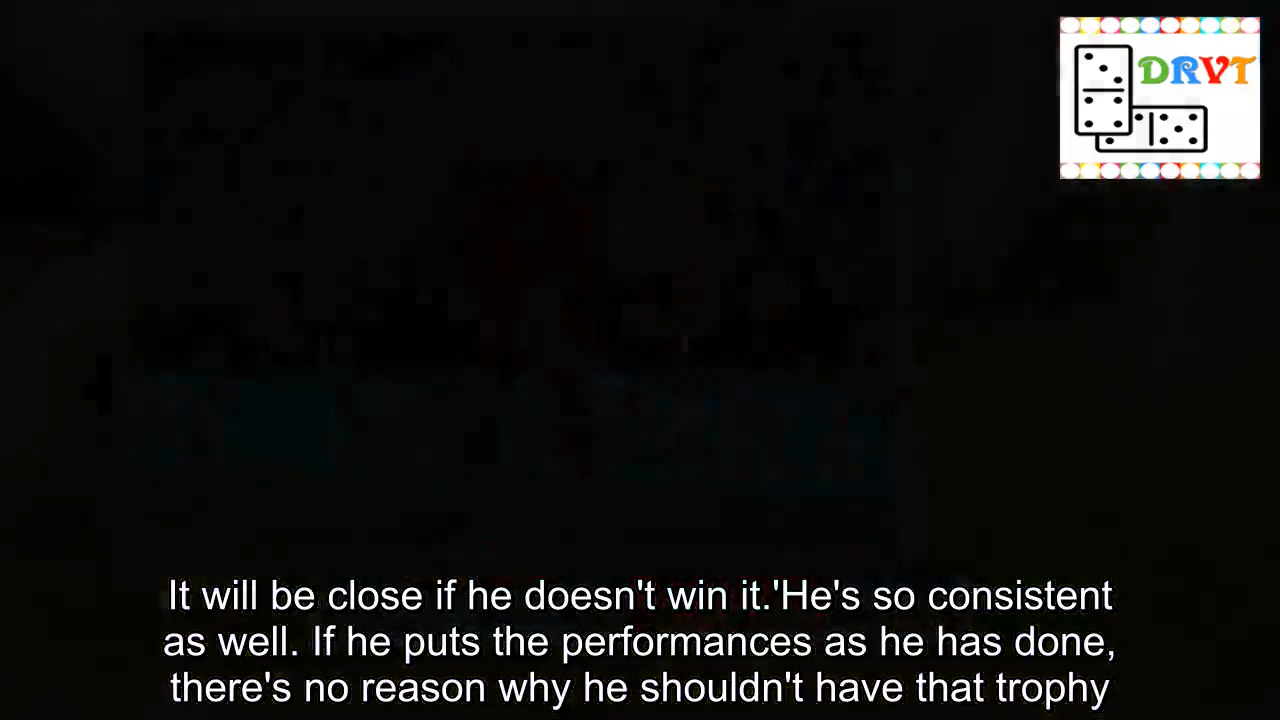 DRVT
It will be close if he doesn't win it.'He's so consistent
as well. If he puts the performances as he has done,
there's no reason why he shouldn't have that trophy